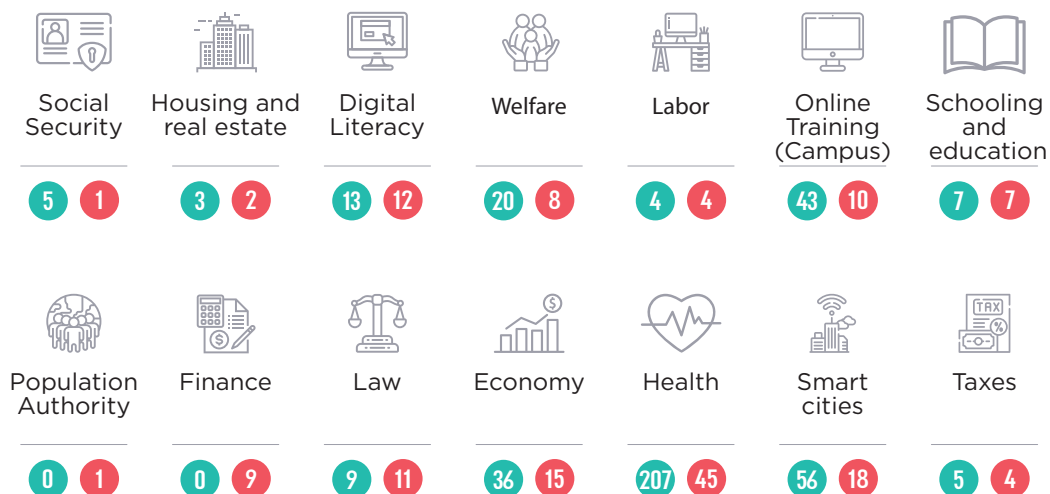 Social
Security
5 1
Housing and
real estate
3 2
Digital
Literacy
13 12
Welfare
20 8
Labor
4 4
Online
Training
(Campus)
43 10
Schooling
and
education
7 7
Population
Authority
0 1
$
Finance
0 9
Law
9 11
$
Economy
36 15
Health
207 45
Smart
cities
56 18
TAX
%
Taxes
5 4